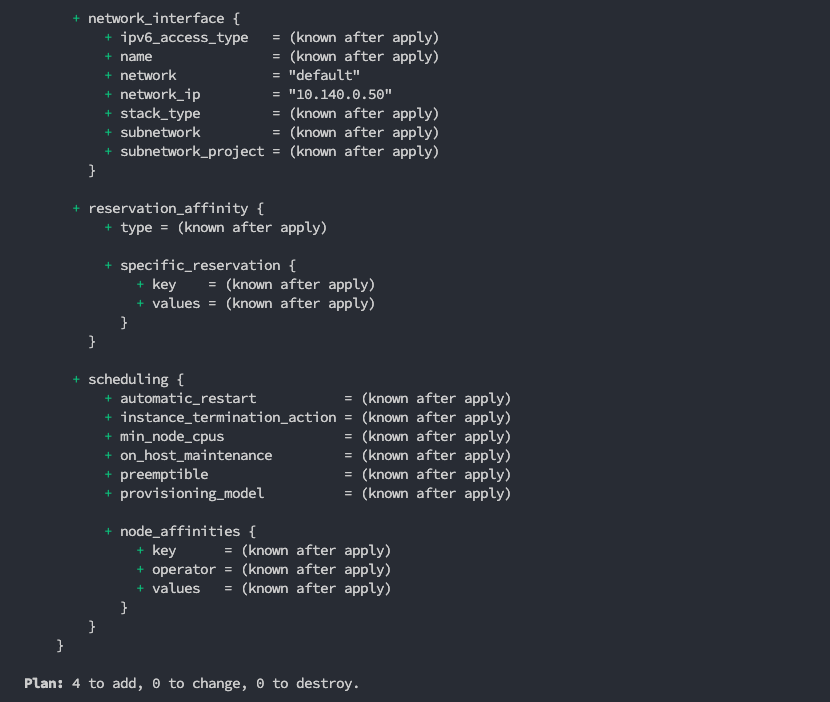 + network_interface {
+ ipv6_access_type   = (known after apply)
+ name               = (known after apply)
+ network            = "default"
+ network_ip         = "10.140.0.50"
+ stack_type         = (known after apply)
+ subnetwork         = (known after apply)
+ subnetwork_project = (known after apply)
}
+ reservation_affinity {
+ type = (known after apply)
+ specific_reservation {
+ key    = (known after apply)
+ values = (known after apply)
}
}
+ scheduling {
+ automatic_restart           = (known after apply)
+ instance_termination_action = (known after apply)
+ min_node_cpus               = (known after apply)
+ on_host_maintenance         = (known after apply)
+ preemptible                 = (known after apply)
+ provisioning_model          = (known after apply)
+ node_affinities {
+ key      = (known after apply)
+ operator = (known after apply)
+ values   = (known after apply)
}
}
}
Plan: 4 to add, 0 to change, 0 to destroy.